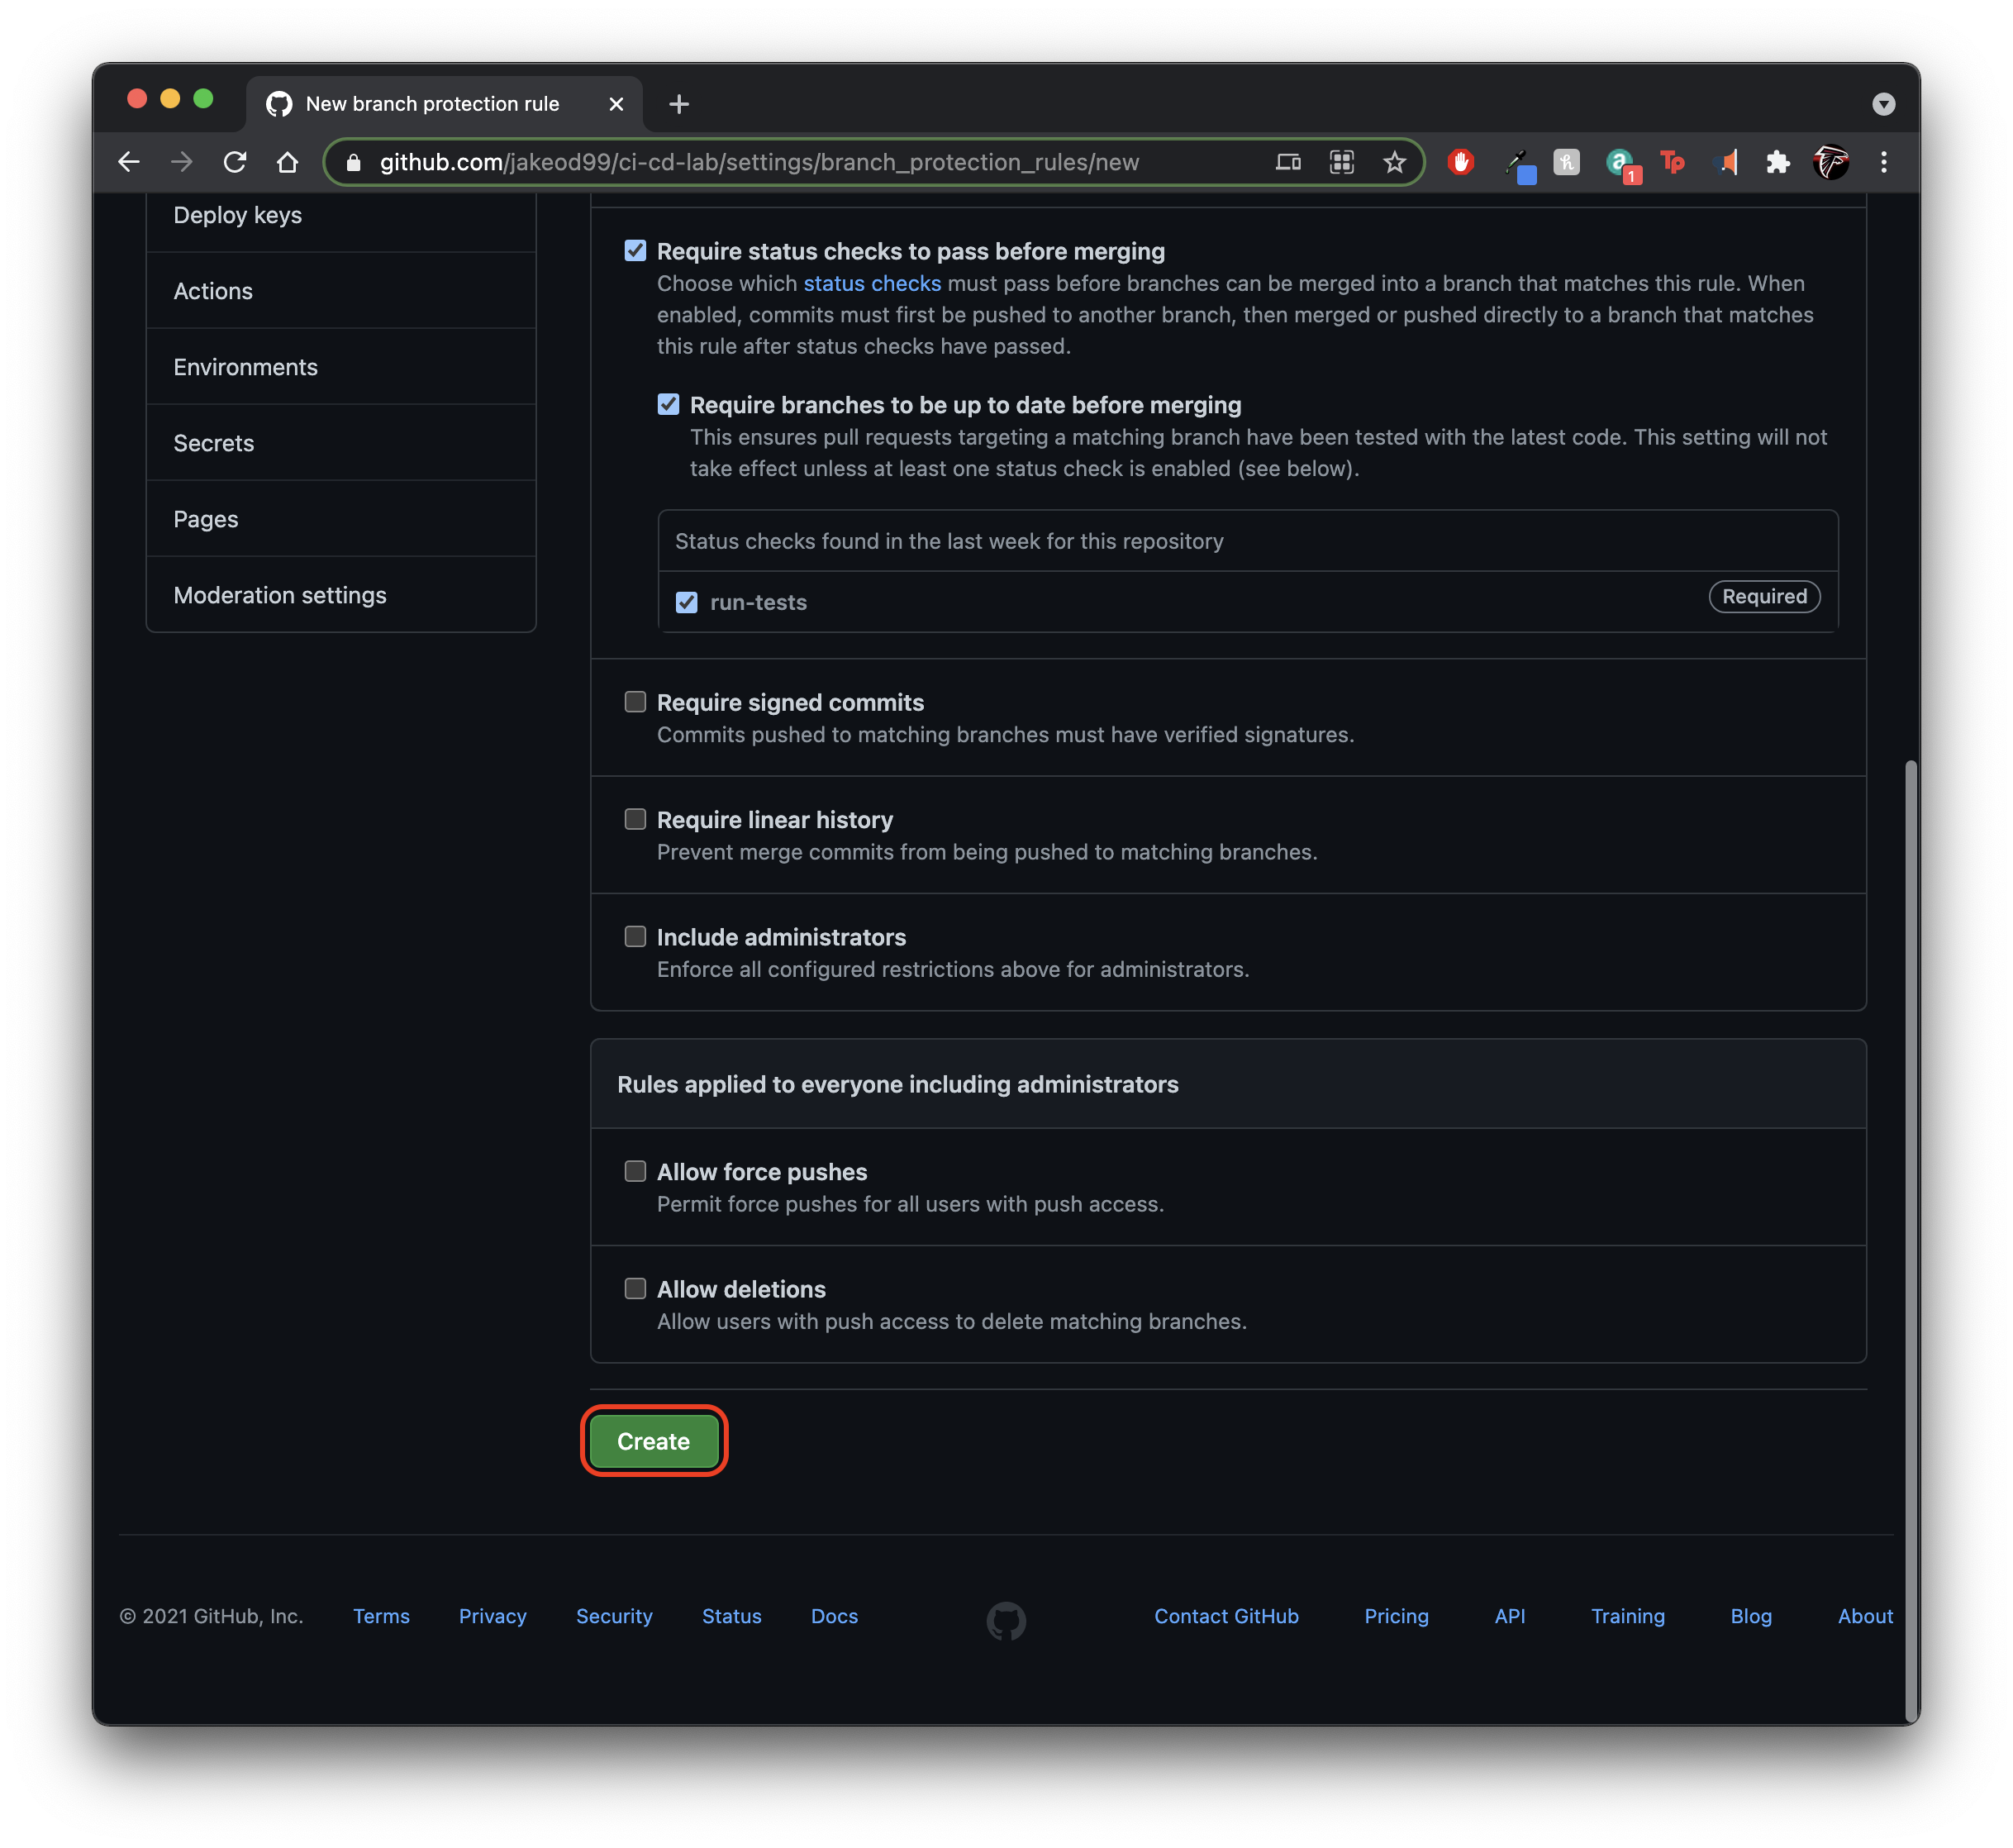 New branch protection rule
github.com/jakeod99/ci-cd-lab/settings/branch_protection_rules/new
h
a
1
Tp
Deploy keys
Actions
Environments
Secrets
Pages
Moderation settings
Require status checks to pass before merging
Choose which status checks must pass before branches can be merged into a branch that matches this rule. When
enabled, commits must first be pushed to another branch, then merged or pushed directly to a branch that matches
this rule after status checks have passed.
Require branches to be up to date before merging
This ensures pull requests targeting a matching branch have been tested with the latest code. This setting will not
take effect unless at least one status check is enabled (see below).
Status checks found in the last week for this repository
run-tests Required
Require signed commits
Commits pushed to matching branches must have verified signatures.
Require linear history
Prevent merge commits from being pushed to matching branches.
Include administrators
Enforce all configured restrictions above for administrators.
Rules applied to everyone including administrators
Allow force pushes
Permit force pushes for all users with push access.
Allow deletions
Allow users with push access to delete matching branches.
Create
© 2021 GitHub, Inc. Terms Privacy Security Status Docs Contact GitHub Pricing API Training Blog About